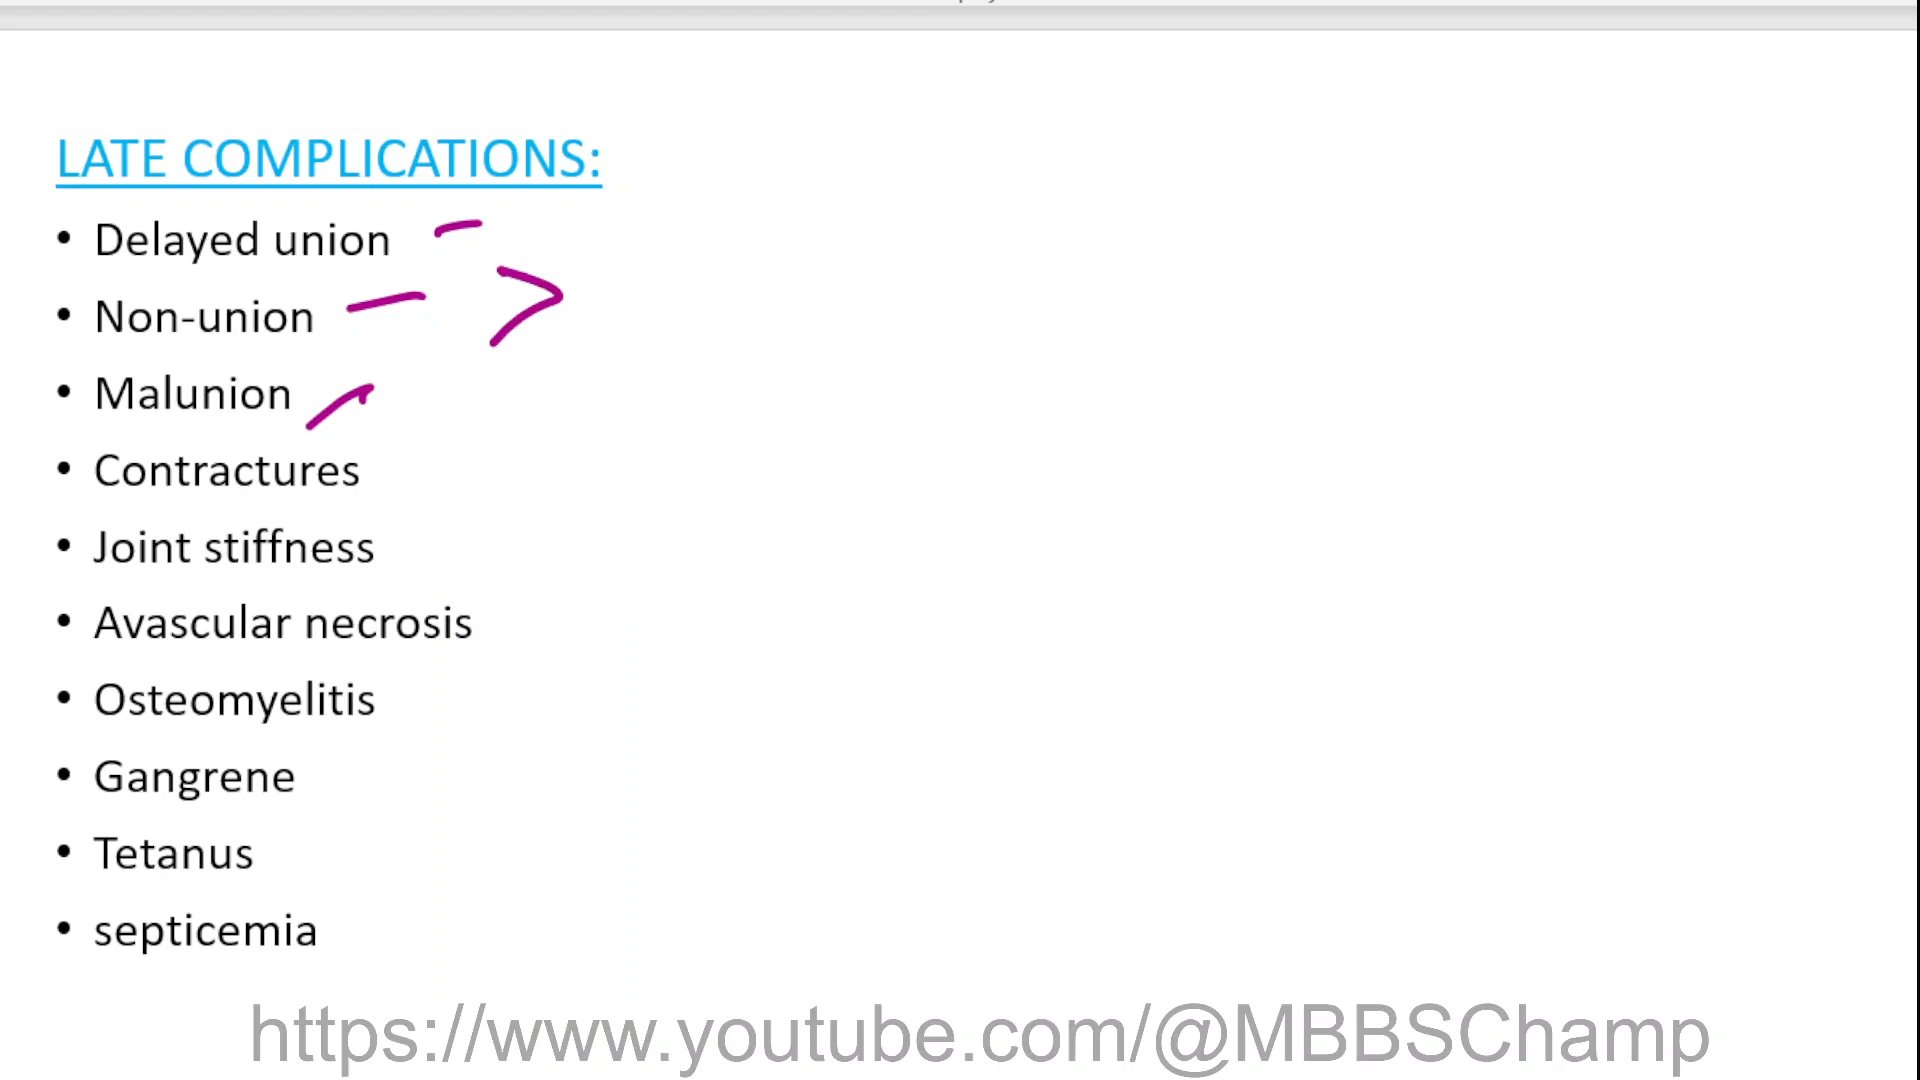 LATE COMPLICATIONS:
• Delayed union
• Non-union
• Malunion
• Contractures
• Joint stiffness
• Avascular necrosis
• Osteomyelitis
• Gangrene
• Tetanus
• septicemia
https://www.youtube.com/@MBBSChamp